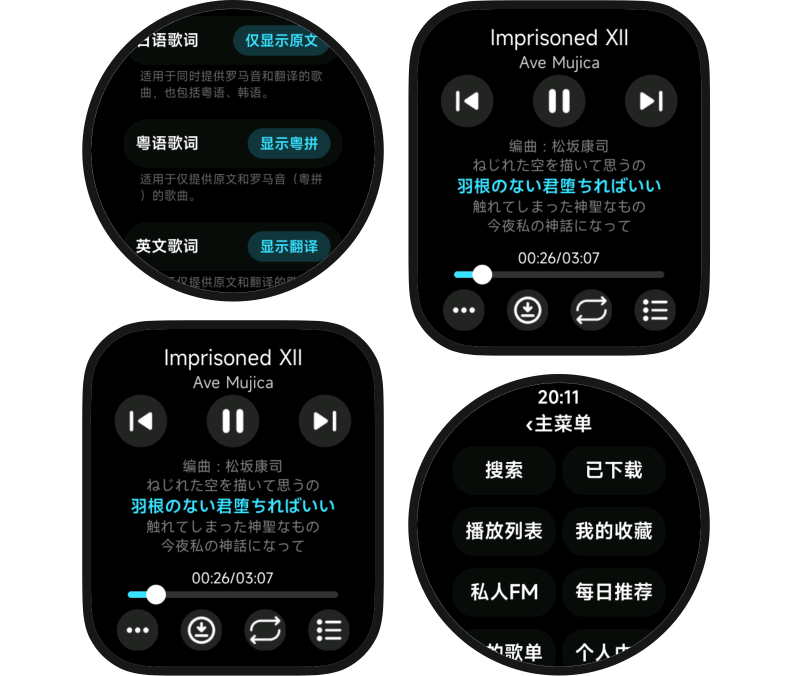 日语歌词
仅显示原文
适用于同时提供罗马音和翻译的歌
曲，也包括粤语、韩语。
粤语歌词
显示粤拼
适用于仅提供原文和罗马音（粤拼
）的歌曲。
英文歌词
显示翻译
仅提供原文和翻译的歌
Imprisoned XII
Ave Mujica
编曲：松坂康司
ねじれた空を描いて思うの
羽根のない君堕ちればいい
触れてしまった神聖なもの
今夜私の神話になって
00:26/03:07
Imprisoned XII
Ave Mujica
编曲：松坂康司
ねじれた空を描いて思うの
羽根のない君堕ちればいい
触れてしまった神聖なもの
今夜私の神話になって
00:26/03:07
20:11
‹主菜单
搜索
已下载
播放列表
我的收藏
私人FM
每日推荐
的歌单
个人中